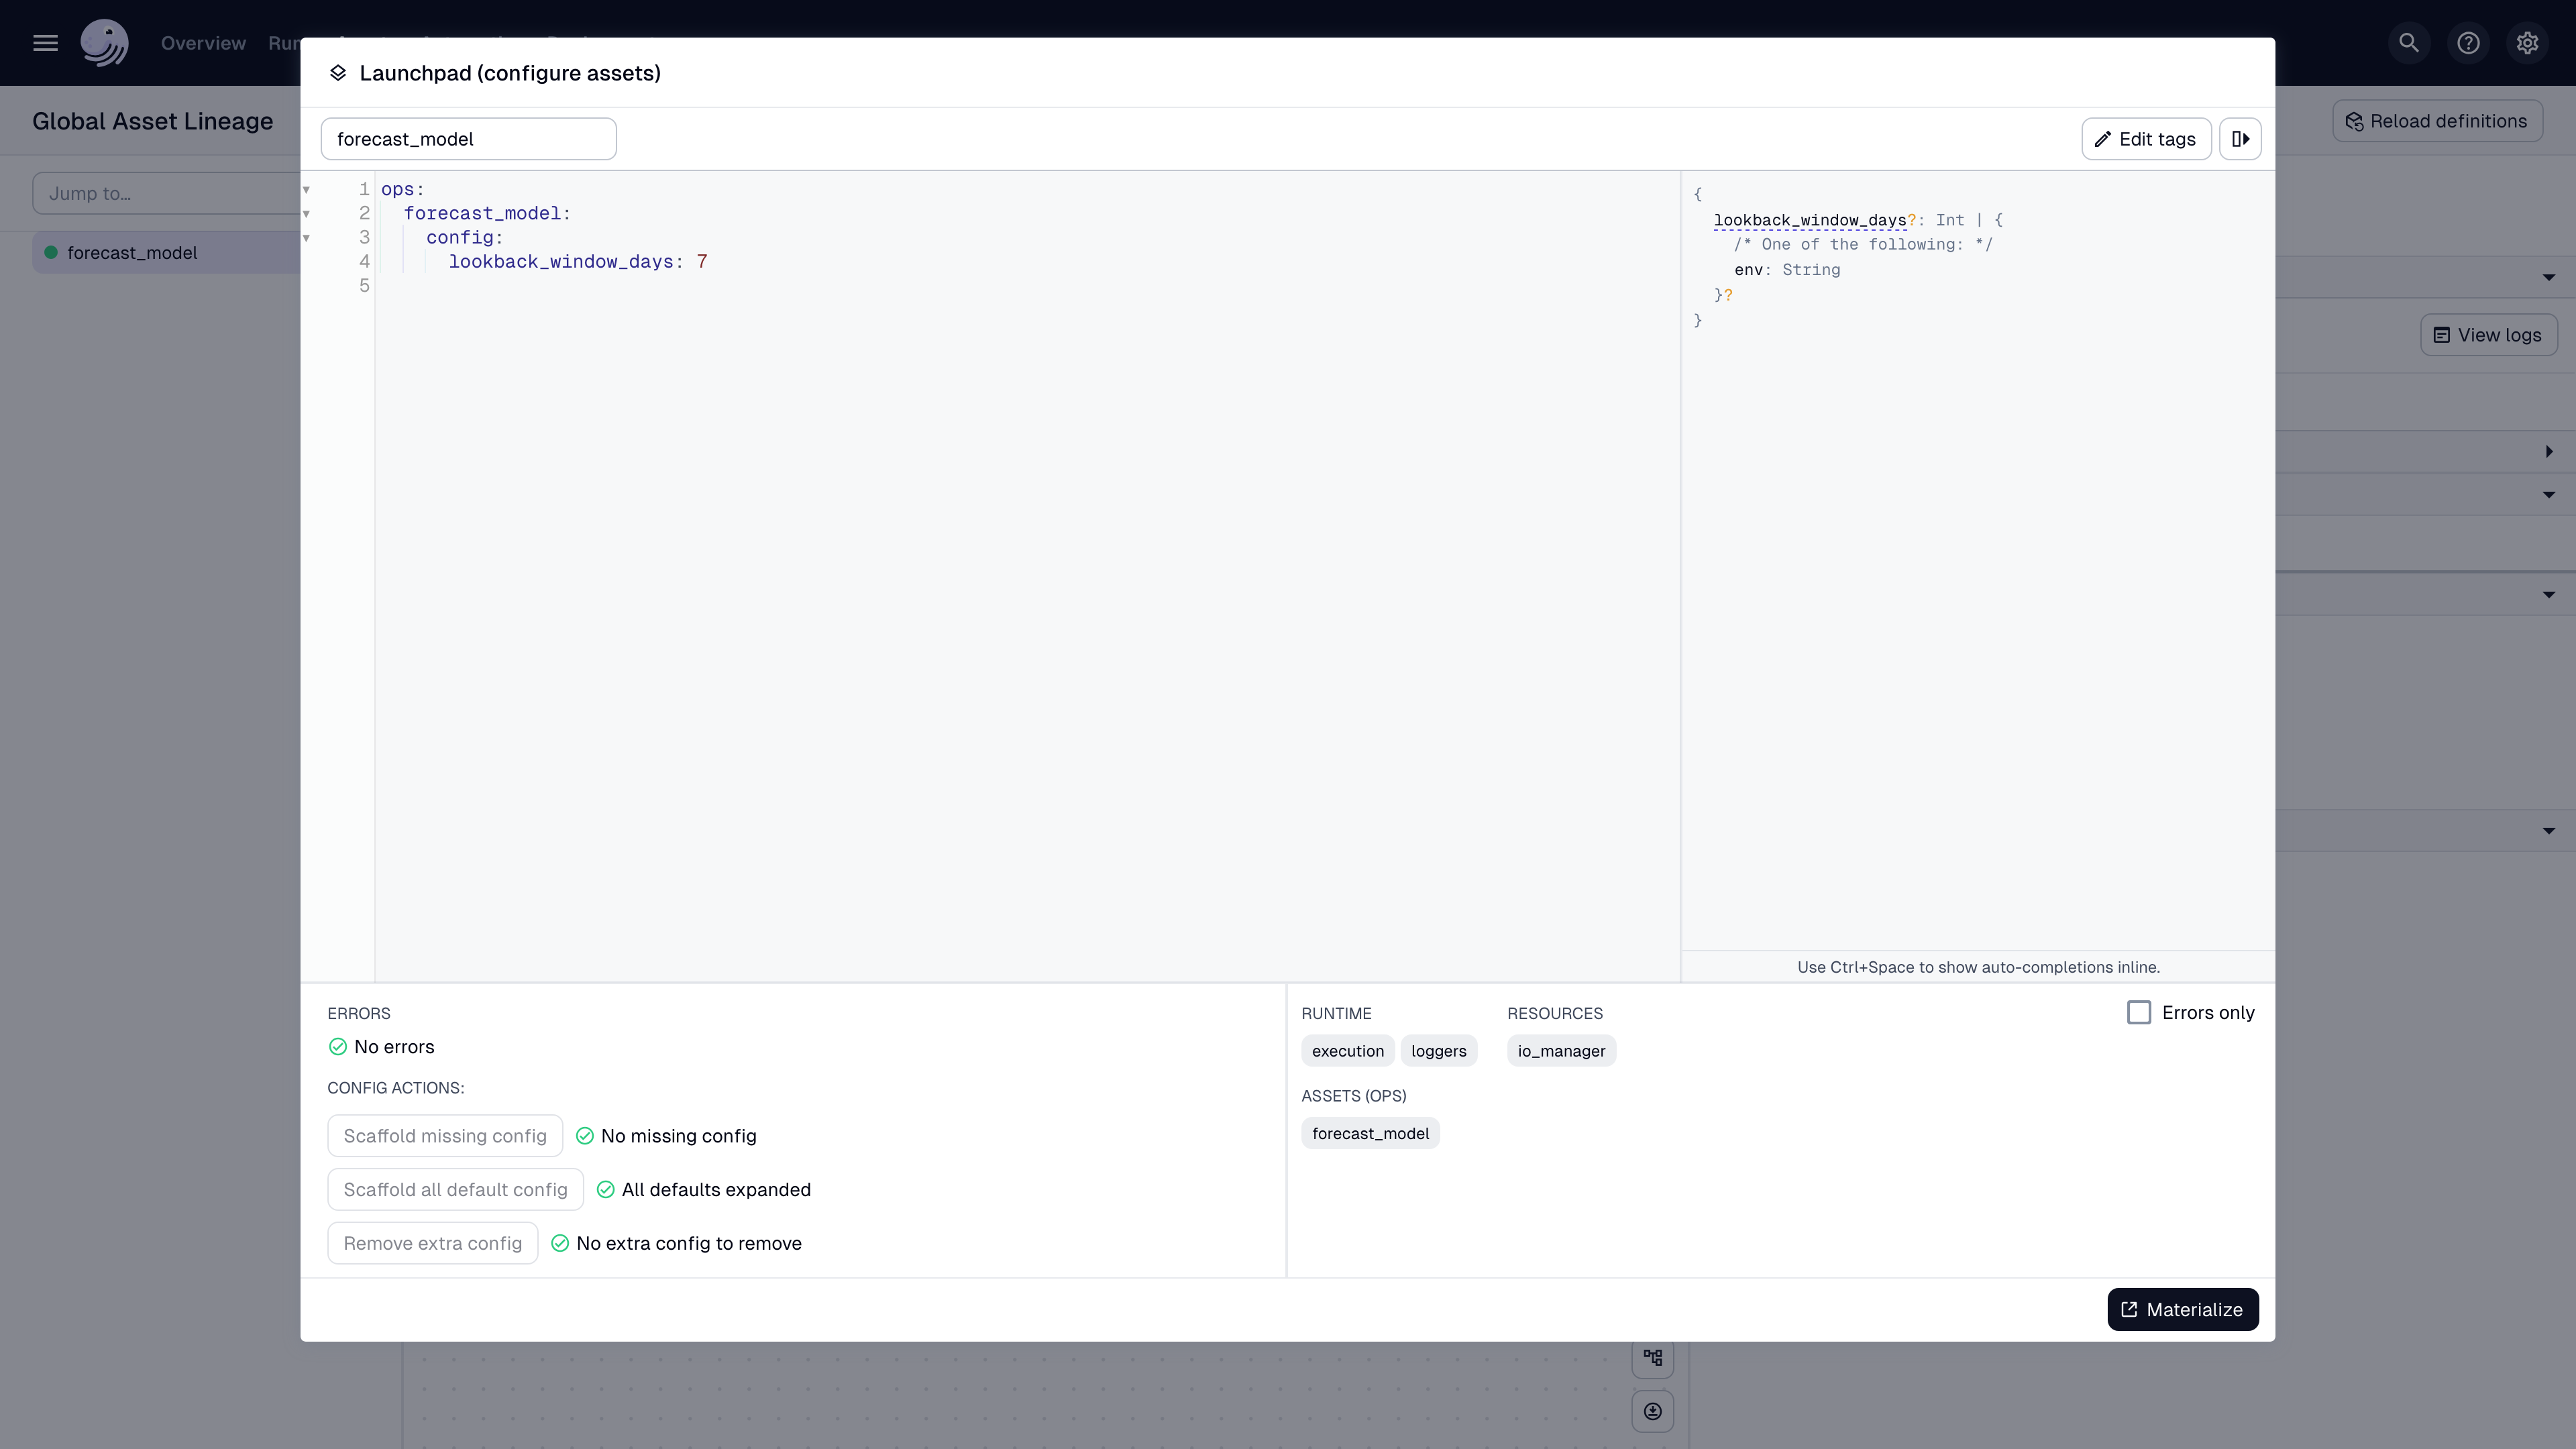 Overview Run
Launchpad (configure assets)
Global Asset Lineage
Reload definitions
forecast_model
Edit tags
Jump to…
forecast_model
View logs
1 ops:
2 forecast_model:
3 config:
4 lookback_window_days: 7
5
{
lookback_window_days?: Int | {
/* One of the following: */
env: String
}?
}
Use Ctrl+Space to show auto-completions inline.
ERRORS
No errors
CONFIG ACTIONS:
Scaffold missing config No missing config
Scaffold all default config All defaults expanded
Remove extra config No extra config to remove
RUNTIME
execution loggers
RESOURCES
io_manager
Errors only
ASSETS (OPS)
forecast_model
Materialize